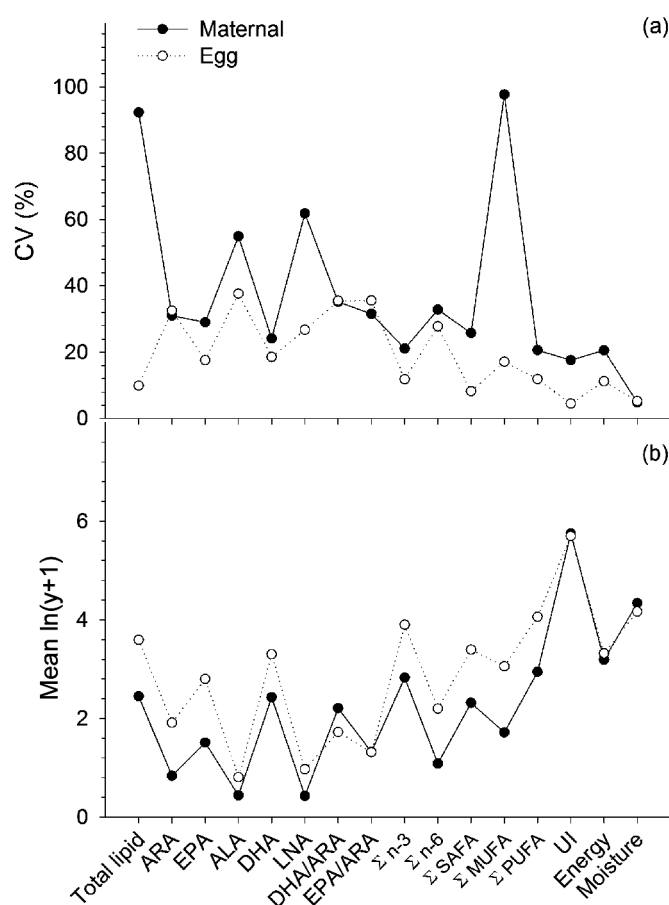 (a)
Maternal
Egg
100
80
60
40
20
0
CV (%)
(b)
6
4
2
0
Mean ln(y+1)
Total lipid
ARA
EPA
ALA
DHA
LNA
DHA/ARA
EPA/ARA
Σ n-3
Σ n-6
Σ SAFA
Σ MUFA
Σ PUFA
UI
Energy
Moisture